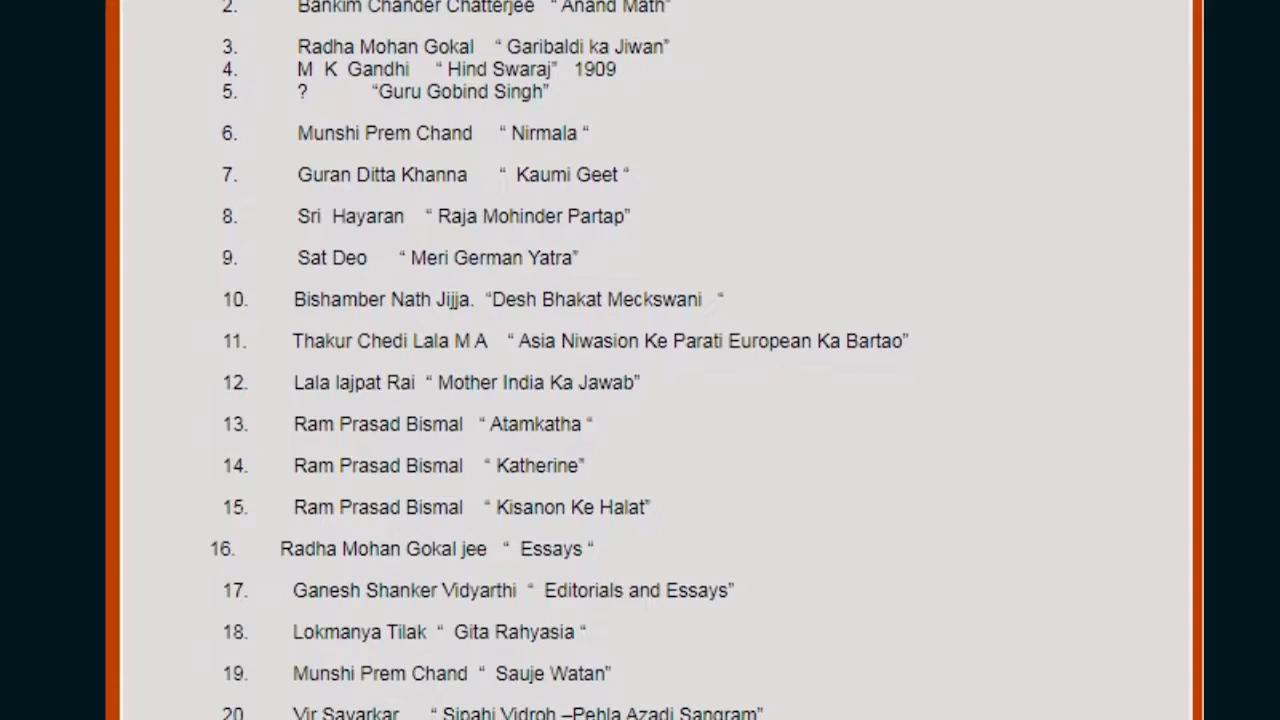 2. Bankim Chander Chatterjee “ Anand Math”
3. Radha Mohan Gokal “ Garibaldi ka Jiwan”
4. M K Gandhi “ Hind Swaraj” 1909
5. ? “Guru Gobind Singh”
6. Munshi Prem Chand “ Nirmala “
7. Guran Ditta Khanna “ Kaumi Geet “
8. Sri Hayaran “ Raja Mohinder Partap”
9. Sat Deo “ Meri German Yatra”
10. Bishamber Nath Jijja. “Desh Bhakat Meckswani “
11. Thakur Chedi Lala M A “ Asia Niwasion Ke Parati European Ka Bartao”
12. Lala lajpat Rai “ Mother India Ka Jawab”
13. Ram Prasad Bismal “ Atamkatha “
14. Ram Prasad Bismal “ Katherine”
15. Ram Prasad Bismal “ Kisanon Ke Halat”
16. Radha Mohan Gokal jee “ Essays “
17. Ganesh Shanker Vidyarthi “ Editorials and Essays”
18. Lokmanya Tilak “ Gita Rahyasia “
19. Munshi Prem Chand “ Sauje Watan”
20. Vir Savarkar “ Sipahi Vidroh –Pehla Azadi Sangram”